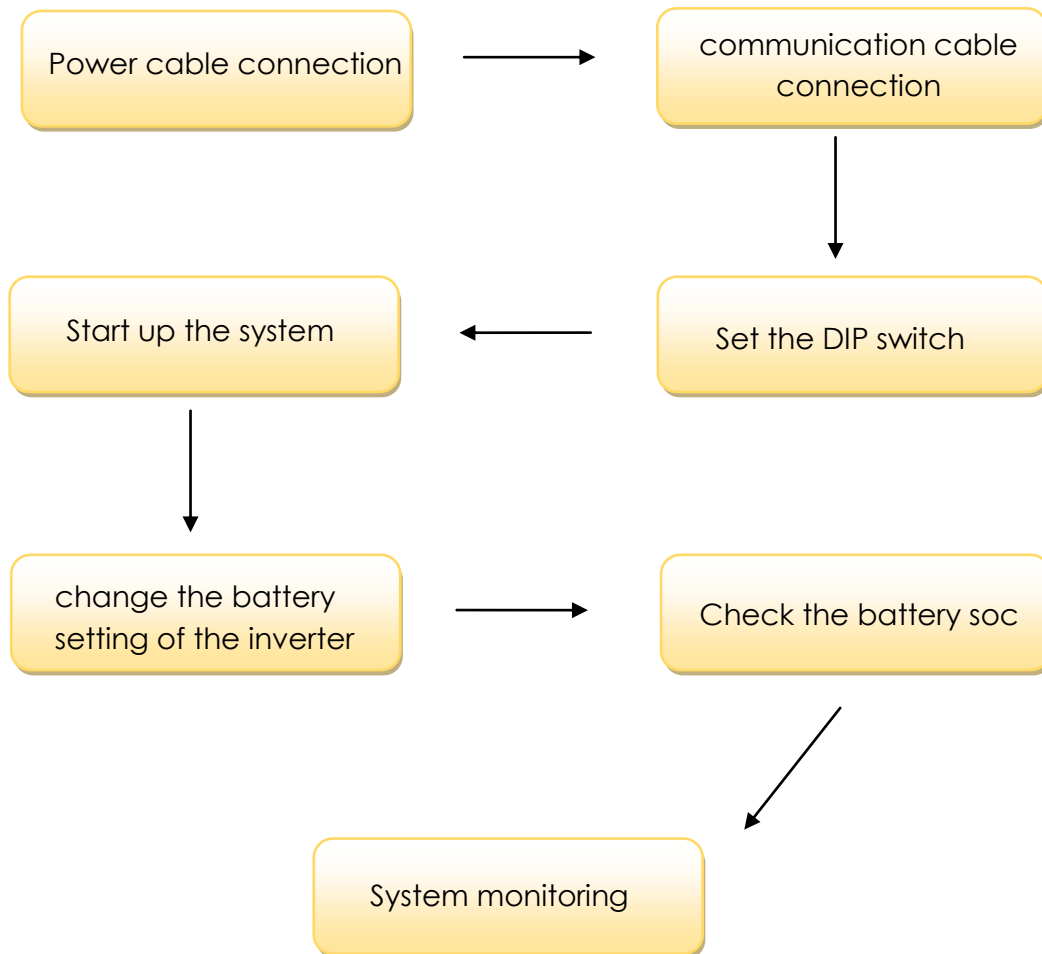 Power cable connection
communication cable
connection
Set the DIP switch
Start up the system
change the battery
setting of the inverter
Check the battery soc
System monitoring